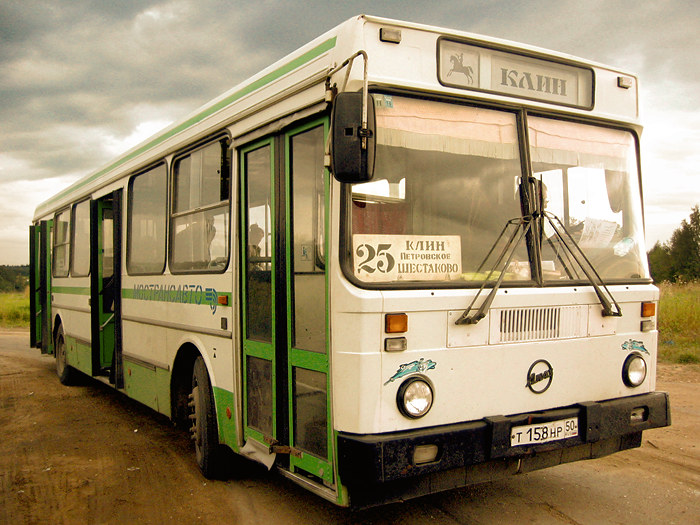 КЛИН
25 КЛИН
ПЕТРОВСКОЕ
ШЕСТАКОВО
МОСТРАНСАВТО
Т 158 НР 50